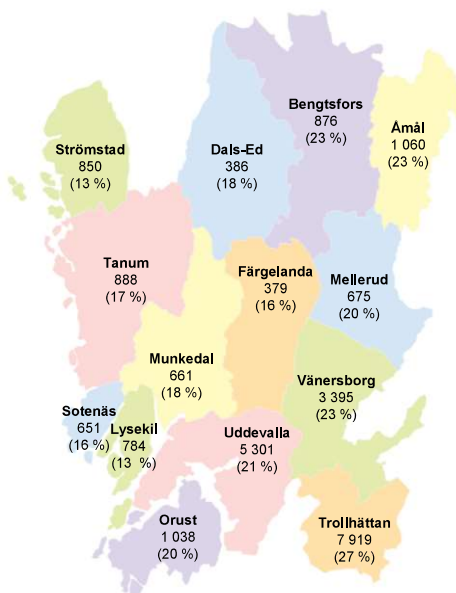 Bengtsfors
876
(23 %)
Åmål
1 060
(23 %)
Strömstad
850
(13 %)
Dals-Ed
386
(18 %)
Tanum
888
(17 %)
Färgelanda
379
(16 %)
Mellerud
675
(20 %)
Munkedal
661
(18 %)
Vänersborg
3 395
(23 %)
Sotenäs
651
(16 %)
Lysekil
784
(13 %)
Uddevalla
5 301
(21 %)
Orust
1 038
(20 %)
Trollhättan
7 919
(27 %)